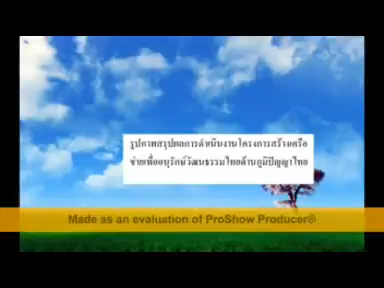 รูปภาพสรุปผลการดำเนินงานโครงการสร้างเครือ
ข่ายเพื่ออนุรักษ์วัฒนธรรมไทยด้านภูมิปัญญาไทย
Made as an evaluation of ProShow Producer®